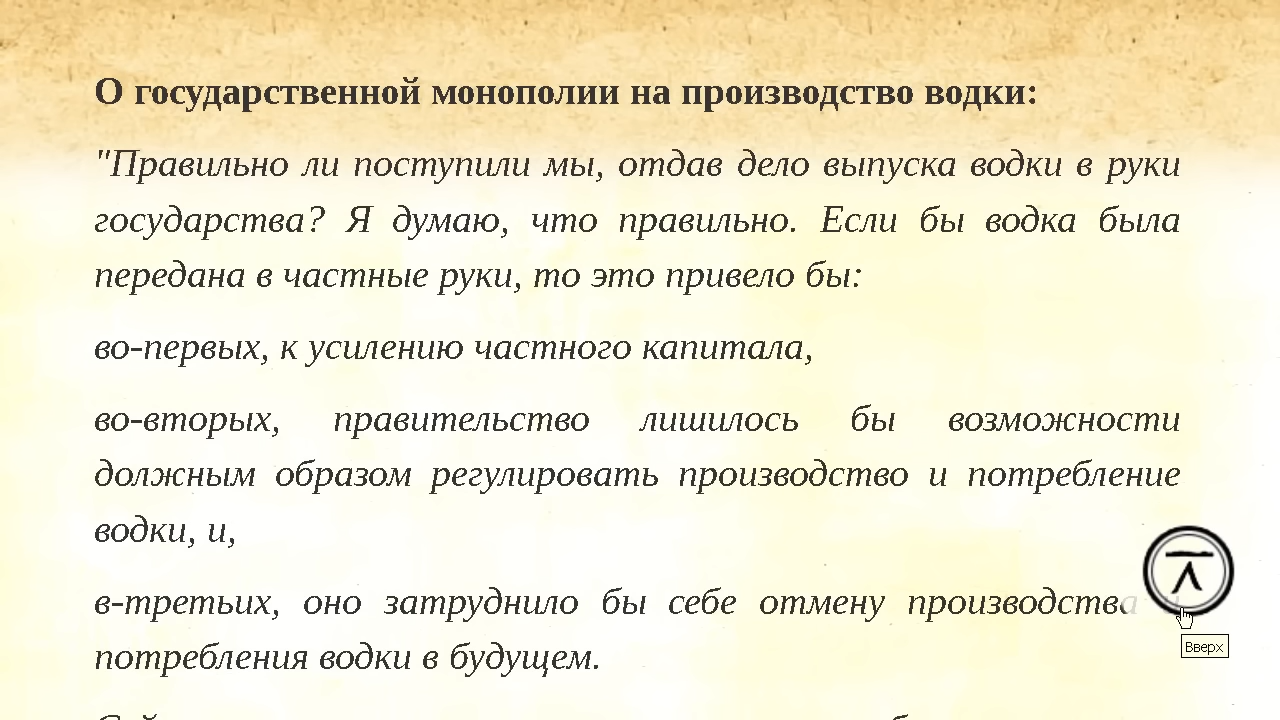 О государственной монополии на производство водки:
"Правильно ли поступили мы, отдав дело выпуска водки в руки
государства? Я думаю, что правильно. Если бы водка была
передана в частные руки, то это привело бы:
во-первых, к усилению частного капитала,
во-вторых, правительство лишилось бы возможности
должным образом регулировать производство и потребление
водки, и,
в-третьих, оно затруднило бы себе отмену производства
потребления водки в будущем.
Вверх